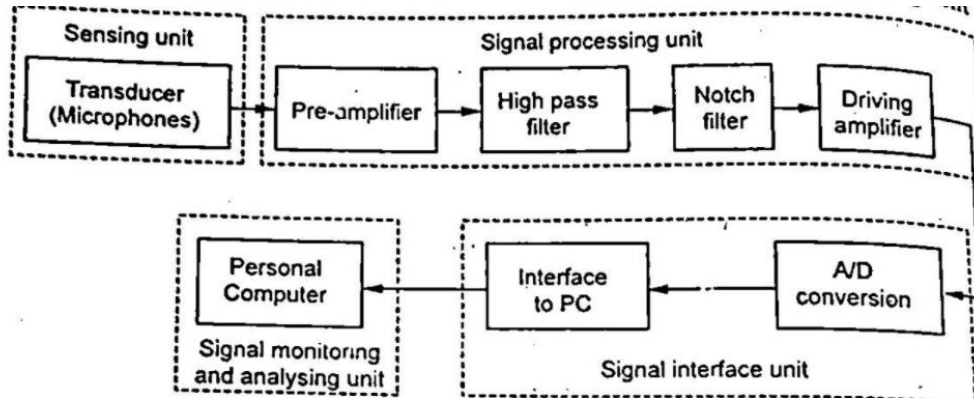 Sensing unit
Signal processing unit
Transducer
(Microphones)
Pre-amplifier
High pass
filter
Notch
filter
Driving
amplifier
Personal
Computer
Interface
to PC
A/D
conversion
Signal monitoring
and analysing unit
Signal interface unit